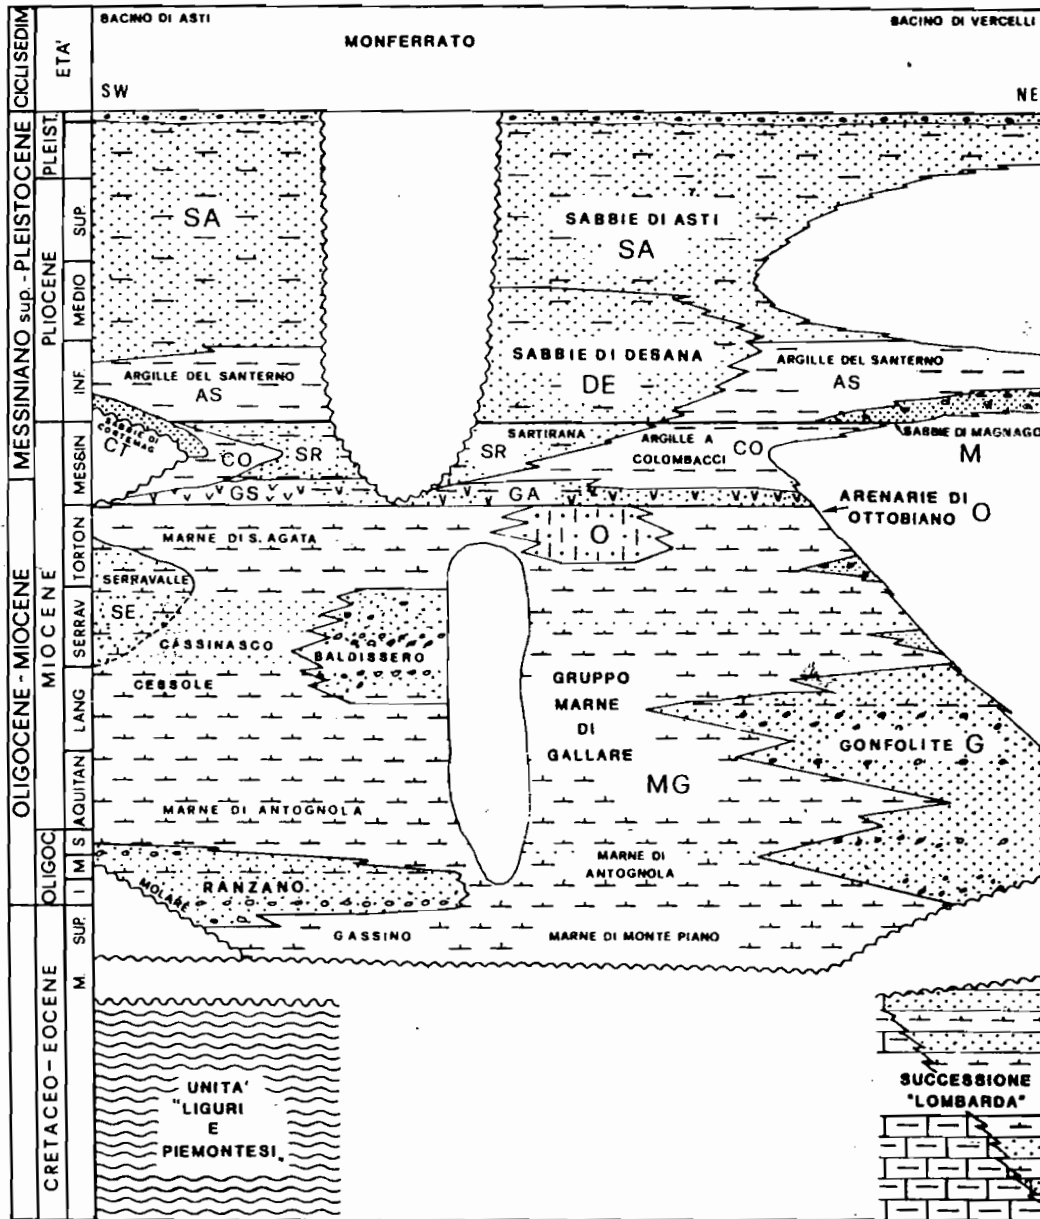 BACINO DI ASTI
BACINO DI VERCELLI
MONFERRATO
CICLI SEDIM
ETA'
SW
NE
MESSINIANO sup.-PLEISTOCENE
OLIGOCENE-MIOCENE
PLEIST.
PLIOCENE
SUP.
MEDIO
INF.
MIOCENE
MESSIN
TORTON
SERRAV
LANG
AQUITAN
OLIGOC
S
M
I
CRETACEO-EOCENE
SUP
M.
SA
SABBIE DI ASTI
SA
SABBIE DI DESANA
DE
ARGILLE DEL SANTERNO
AS
ARGILLE DEL SANTERNO
AS
SABBIE DI
CORTEMAG
CT
CO
SR
SARTIRANA
SR
ARGILLE A
COLOMBACCI
CO
SABBIE DI MAGNAGO
M
GS
GA
ARENARIE DI
OTTOBIANO
O
MARNE DI S. AGATA
O
SERRAVALLE
SE
CASSINASCO
BALDISSERO
CESSOLE
GRUPPO
MARNE
DI
GALLARE
MG
GONFOLITE G
MARNE DI ANTOGNOLA
MARNE DI
ANTOGNOLA
RANZANO
MOLARE
GASSINO
MARNE DI MONTE PIANO
UNITA'
"LIGURI
E
PIEMONTESI„
SUCCESSIONE
"LOMBARDA"